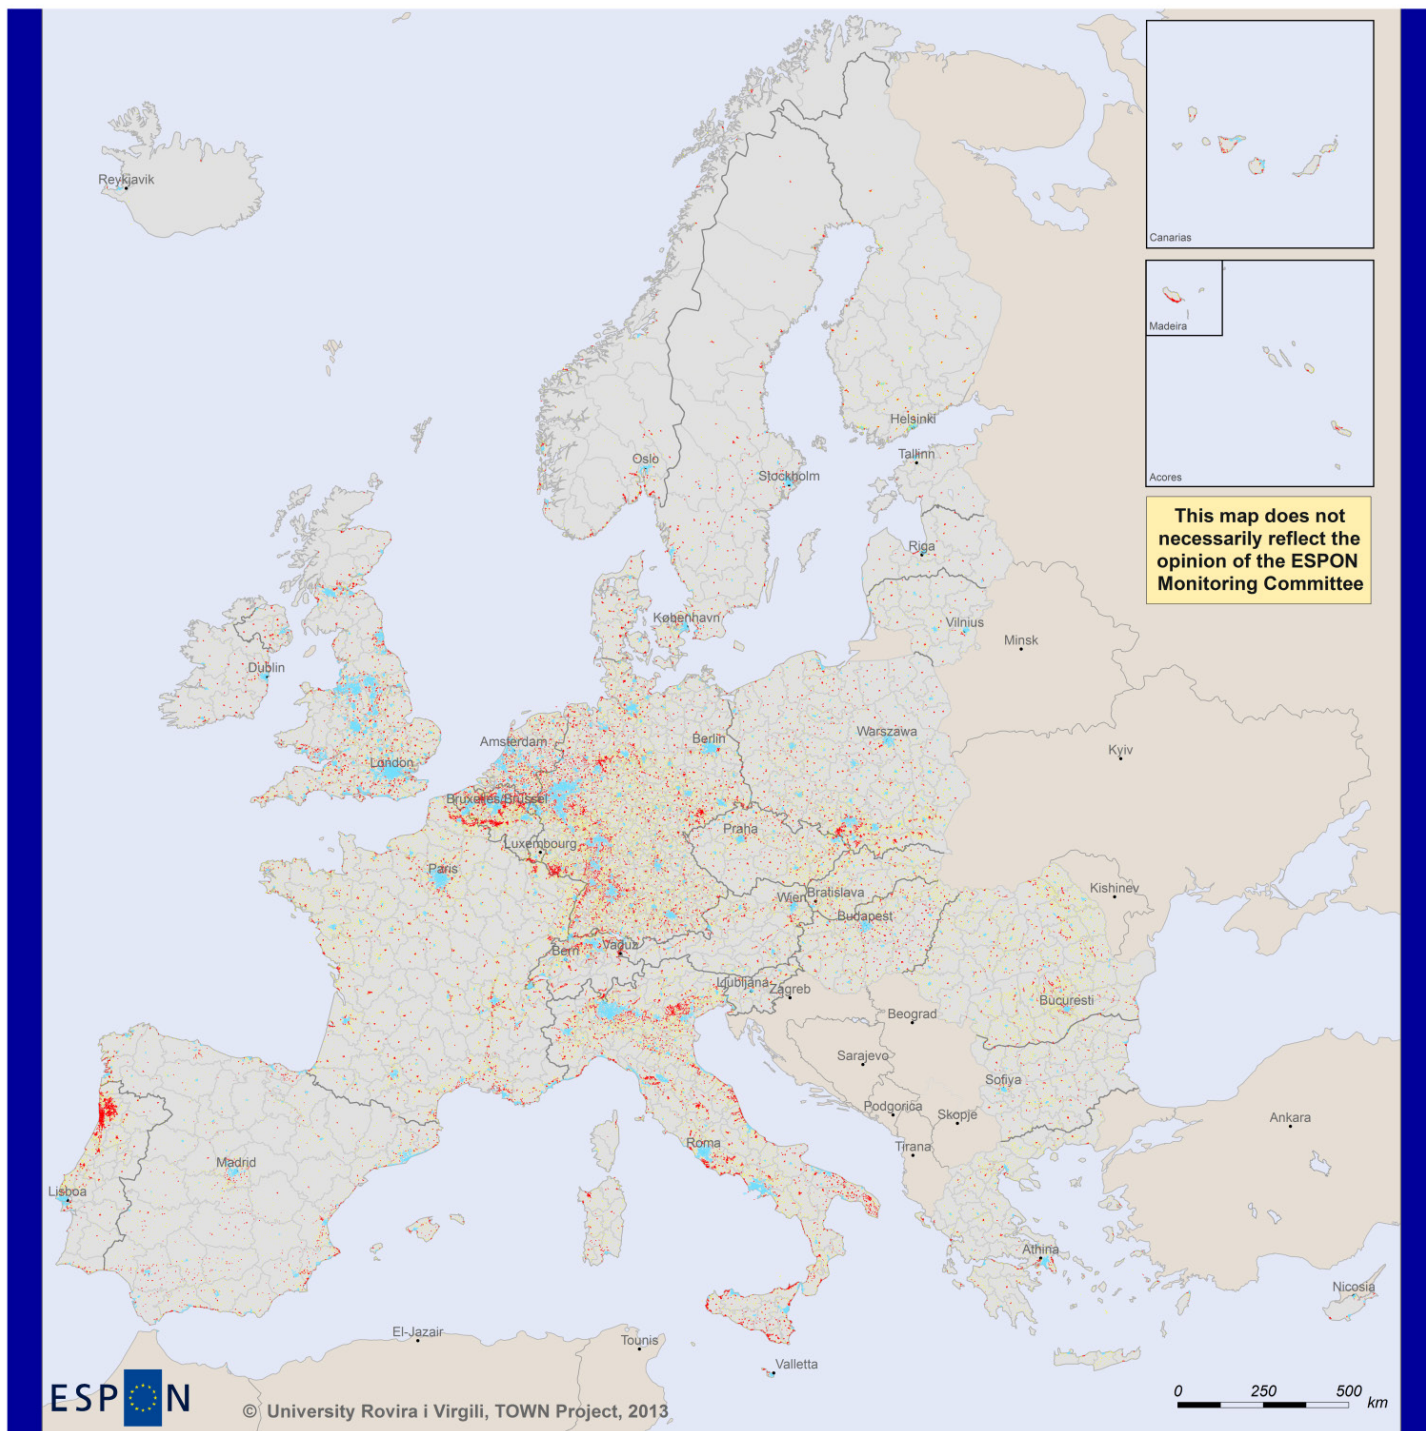 Canarias
Madeira
Acores
This map does not
necessarily reflect the
opinion of the ESPON
Monitoring Committee
Reykjavik
Oslo
Stockholm
Helsinki
Tallinn
Riga
Vilnius
Minsk
København
Dublin
London
Amsterdam
Berlin
Warszawa
Kyiv
Bruxelles/Brussel
Luxembourg
Praha
Paris
Wien
Bratislava
Budapest
Kishinev
Bern
Vaduz
Ljubljana
Zagreb
Bucuresti
Beograd
Sarajevo
Sofiya
Podgorica
Skopje
Tirana
Ankara
Roma
Madrid
Lisboa
Athina
Nicosia
El-Jazair
Tounis
Valletta
ESPON
© University Rovira i Virgili, TOWN Project, 2013
0 250 500
km